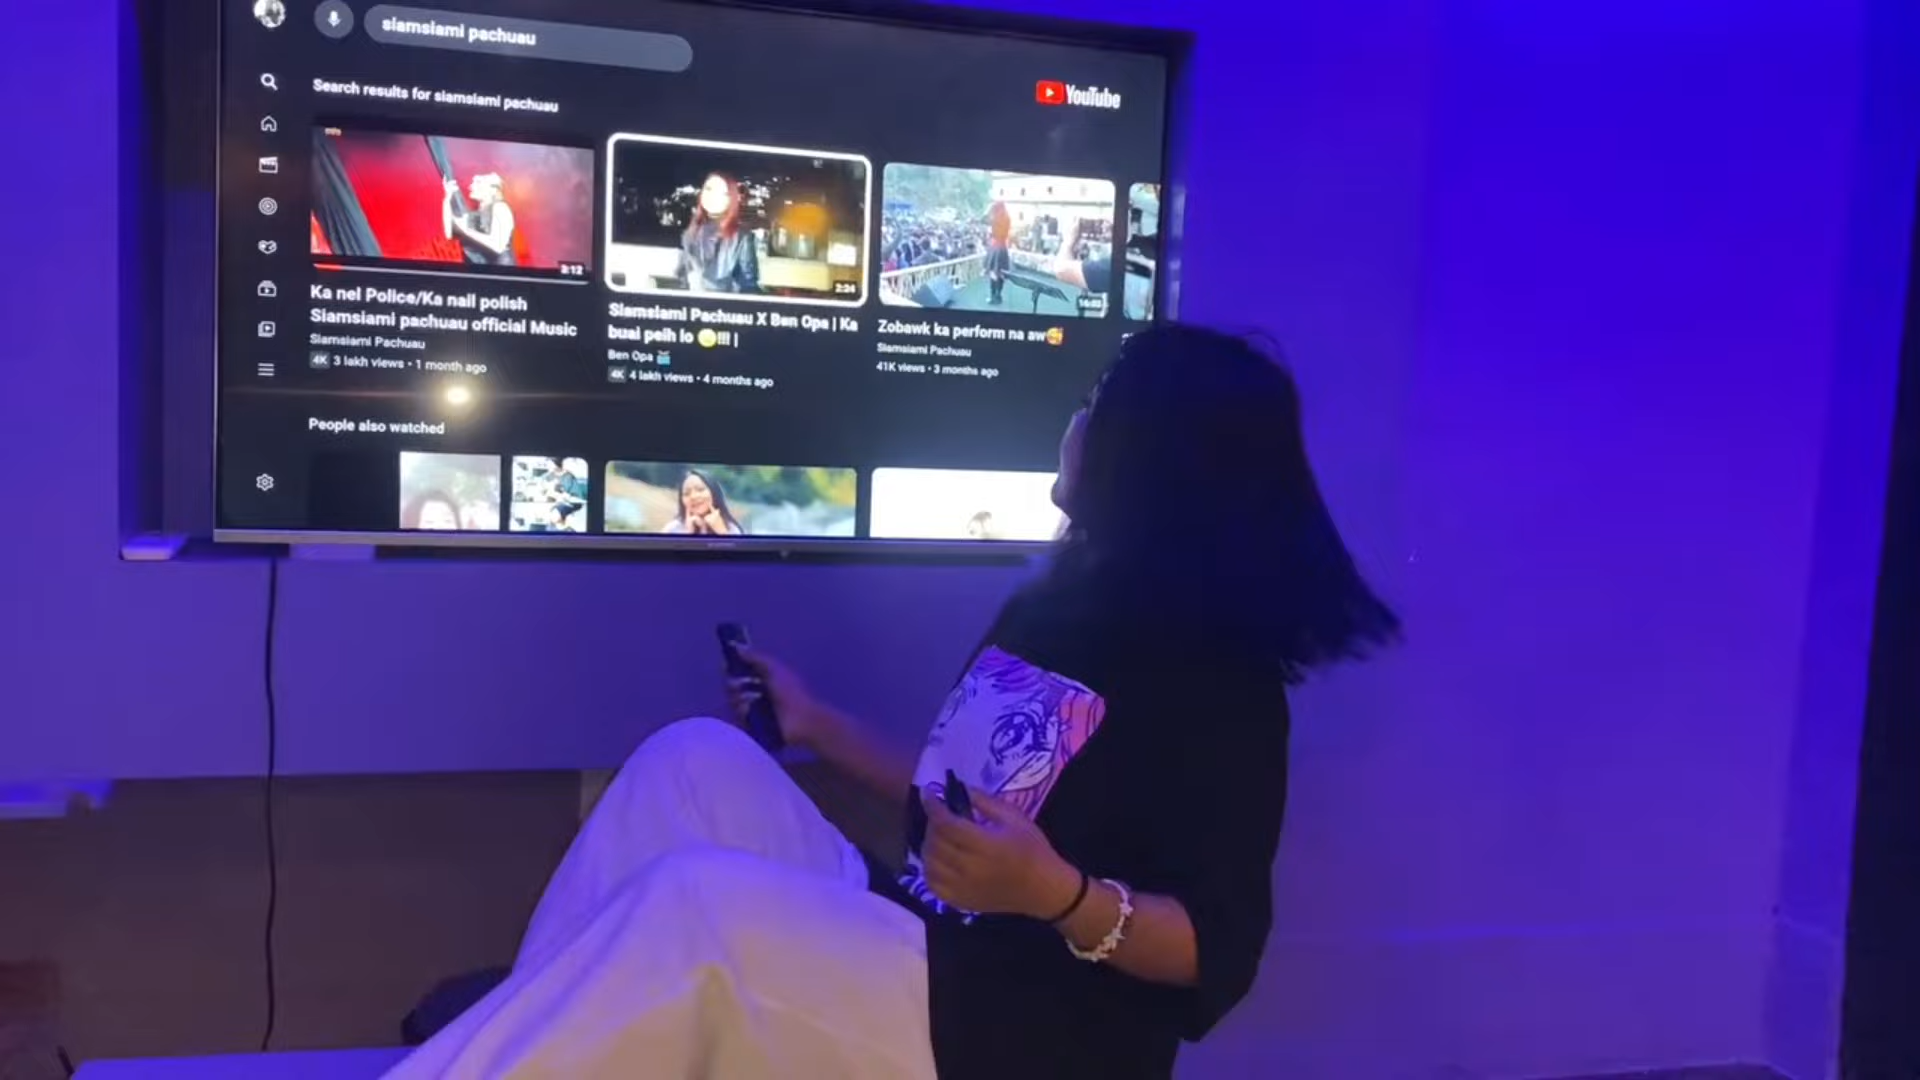 siamsiami pachuau
Search results for siamsiami pachuau
YouTube
3:12
2:24
Ka nel Police/Ka nail polish
Siamsiami pachuau official Music
Siamsiami Pachuau
4K 3 lakh views • 1 month ago
Siamsiami Pachuau X Ben Opa | Ka
buai peih lo 😔!!! |
Ben Opa
4K 4 lakh views • 4 months ago
Zobawk ka perform na aw🥰
Siamsiami Pachuau
41K views • 3 months ago
People also watched